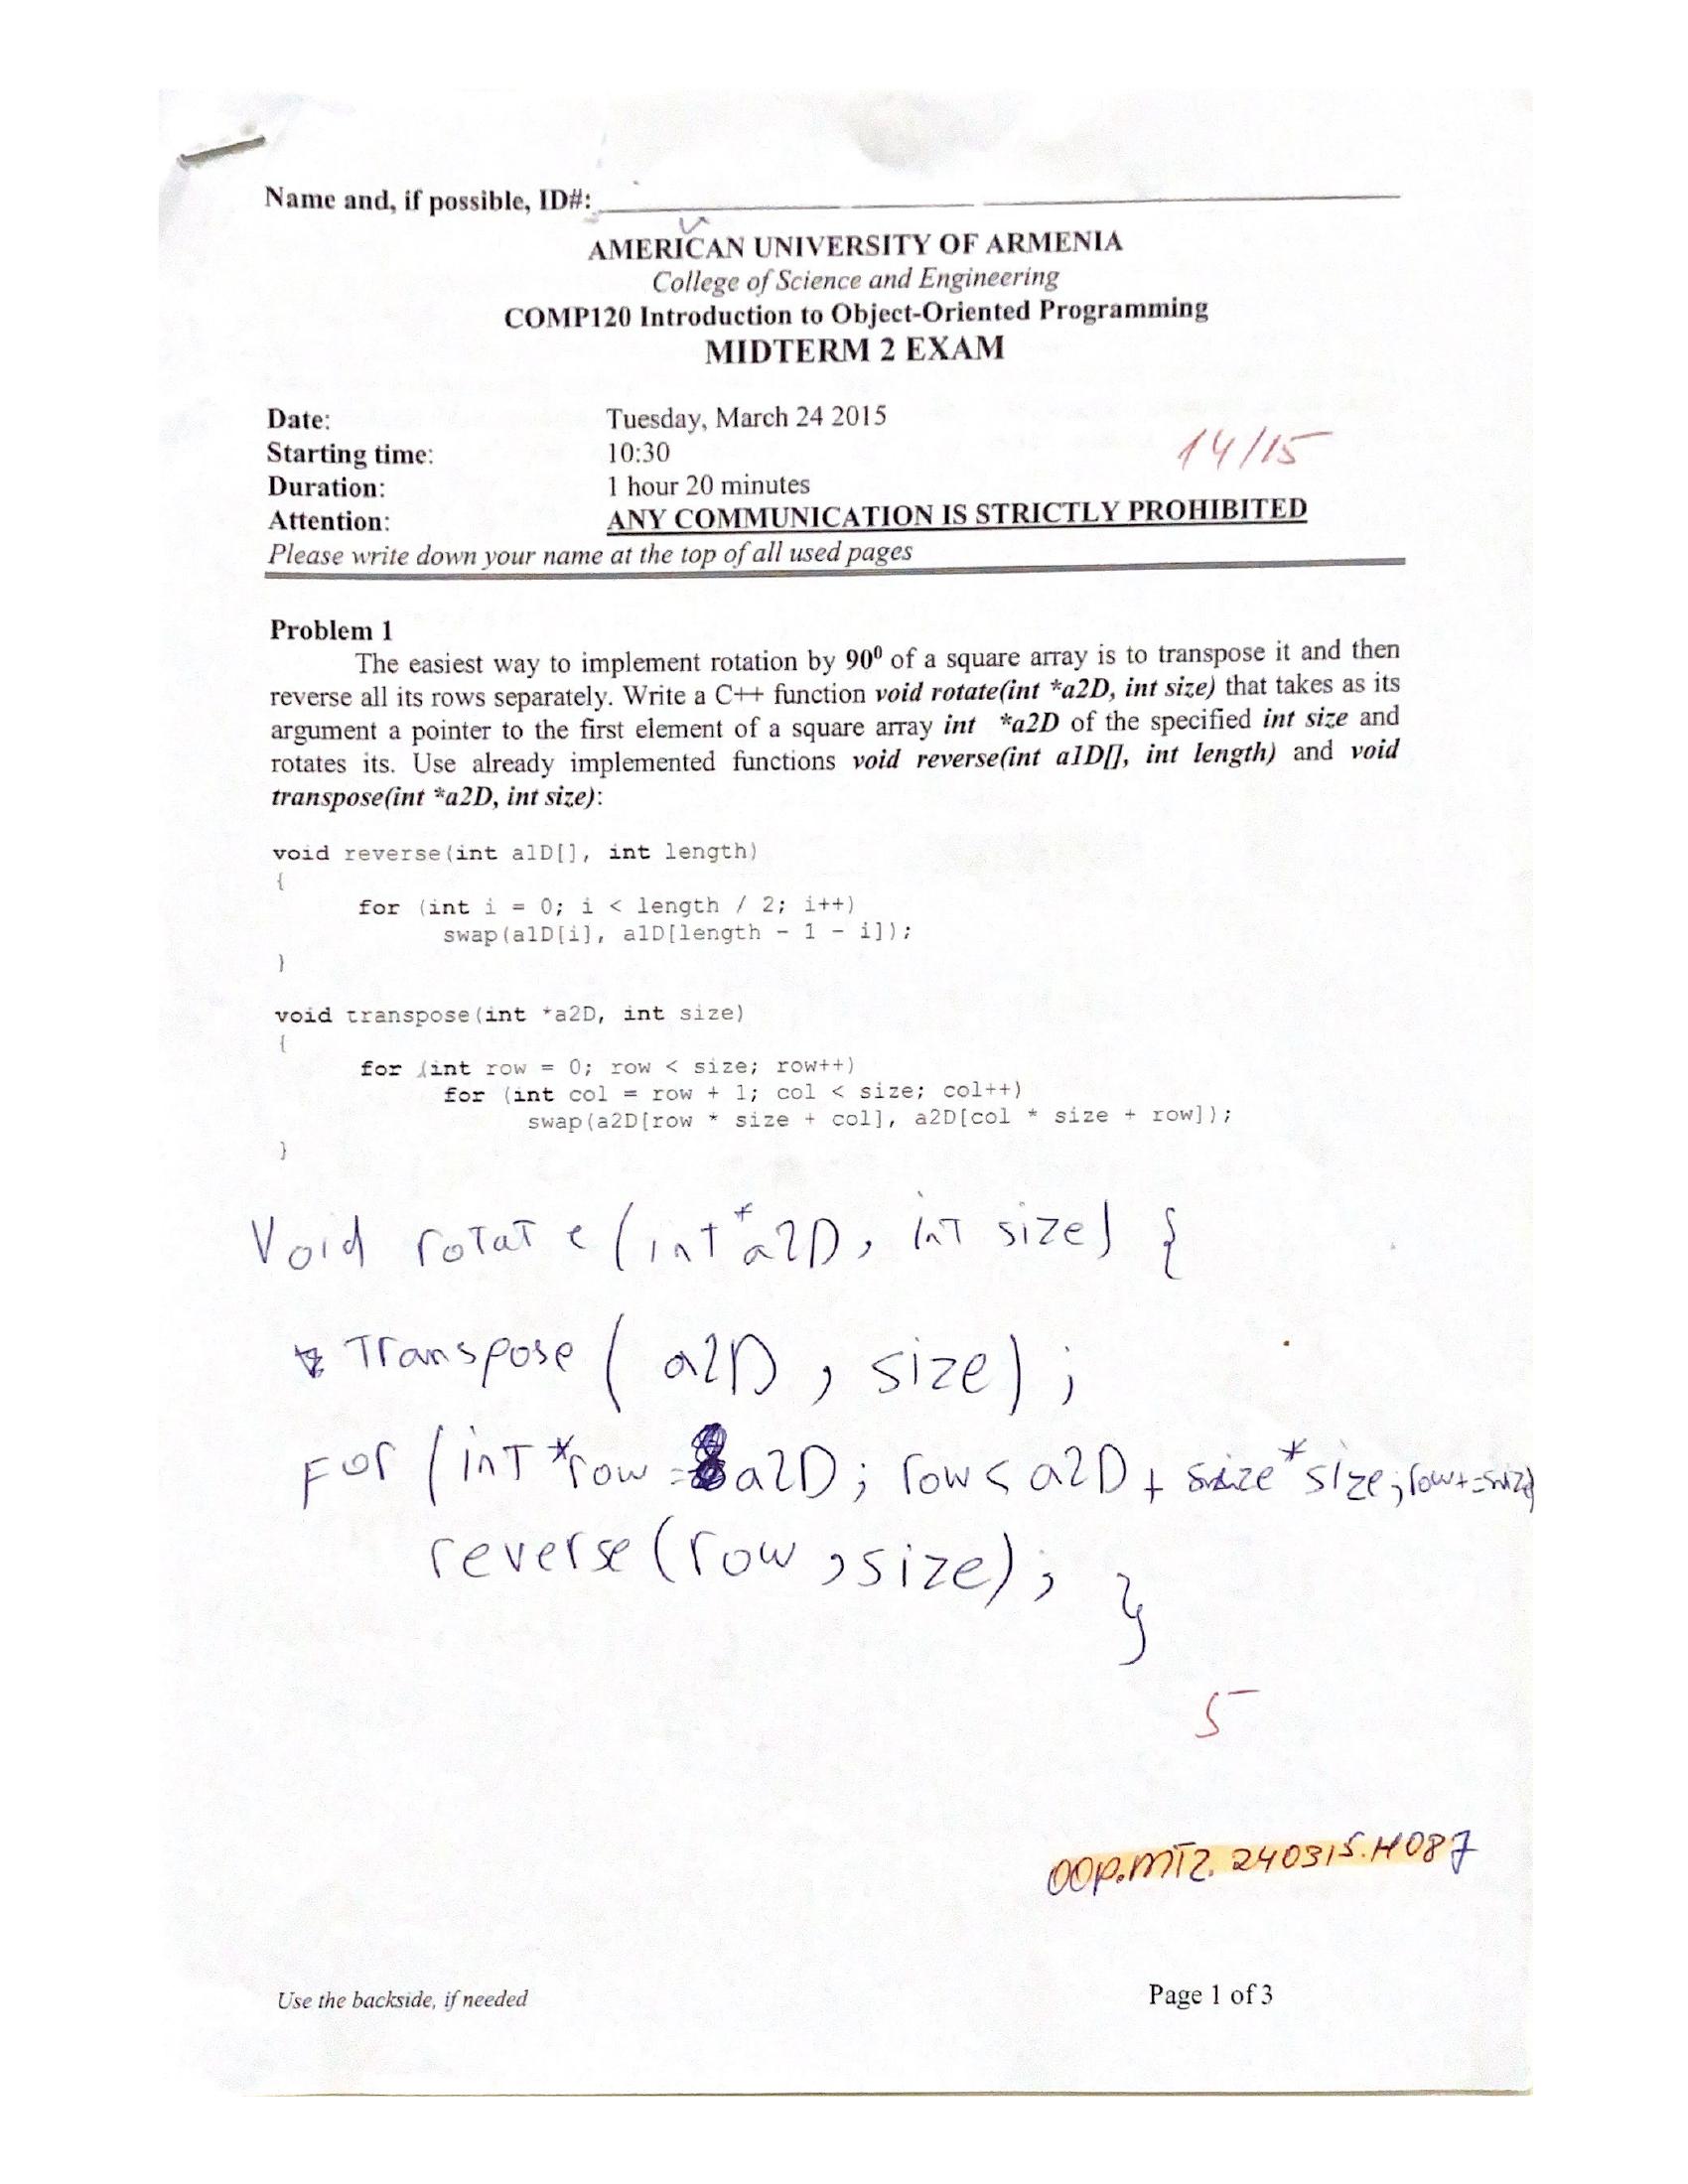 Name and, if possible, ID#:
AMERICAN UNIVERSITY OF ARMENIA
College of Science and Engineering
COMP120 Introduction to Object-Oriented Programming
MIDTERM 2 EXAM
Date: Tuesday, March 24 2015
14/15
Starting time: 10:30
Duration: 1 hour 20 minutes
Attention: ANY COMMUNICATION IS STRICTLY PROHIBITED
Please write down your name at the top of all used pages
Problem 1
The easiest way to implement rotation by 90⁰ of a square array is to transpose it and then
reverse all its rows separately. Write a C++ function void rotate(int *a2D, int size) that takes as its
argument a pointer to the first element of a square array int *a2D of the specified int size and
rotates its. Use already implemented functions void reverse(int a1D[], int length) and void
transpose(int *a2D, int size):
void reverse(int a1D[], int length)
{
for (int i = 0; i < length / 2; i++)
swap(a1D[i], a1D[length - 1 - i]);
}
void transpose(int *a2D, int size)
{
for (int row = 0; row < size; row++)
for (int col = row + 1; col < size; col++)
swap(a2D[row * size + col], a2D[col * size + row]);
}
Void rotate (int *a2D, int size) {
Transpose ( a2D , size) ;
For (int *row = a2D; row < a2D + size * size; row+=size)
reverse (row , size) ; }
5
OOP.MT2. 240315.H087
Use the backside, if needed
Page 1 of 3